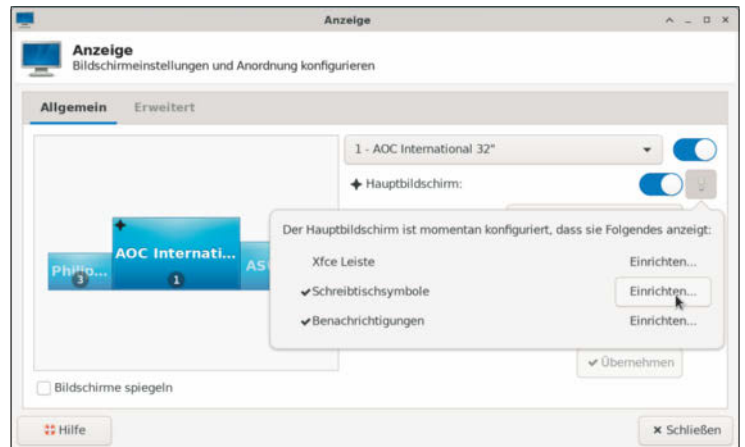 Anzeige
Anzeige
Bildschirmeinstellungen und Anordnung konfigurieren
Allgemein Erweitert
1 - AOC International 32"
Hauptbildschirm:
Philip...
3
AOC Internati...
1
AS
Der Hauptbildschirm ist momentan konfiguriert, dass sie Folgendes anzeigt:
Xfce Leiste Einrichten...
Schreibtischsymbole Einrichten...
Benachrichtigungen Einrichten...
Übernehmen
Bildschirme spiegeln
Hilfe Schließen